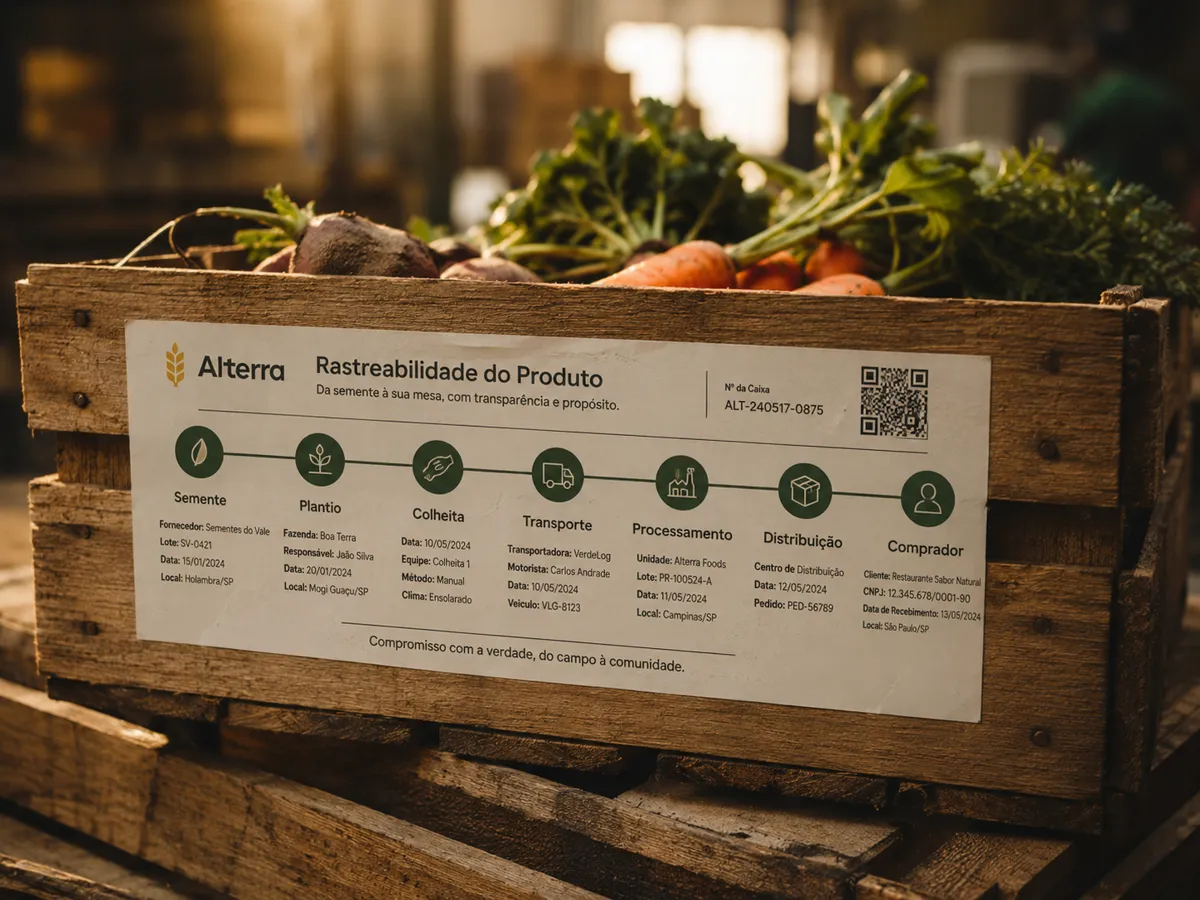 Alterra
Rastreabilidade do Produto
Da semente à sua mesa, com transparência e propósito.
Nº da Caixa
ALT-240517-0875
Semente
Fornecedor: Sementes do Vale
Lote: SV-0421
Data: 15/01/2024
Local: Holambra/SP
Plantio
Fazenda: Boa Terra
Responsável: Jaão Silva
Data: 20/01/2024
Local: Mogi Guaçu/SP
Colheita
Data: 10/05/2024
Equipe: Colheita 1
Método: Manual
Clima: Ensolarado
Transporte
Transportadora: VerdeLog
Motorista: Carlos Andrade
Data: 10/05/2024
Veículo: VLG-8123
Processamento
Unidade: Alterra Foods
Lote: PR-100524-A
Data: 11/05/2024
Local: Campinas/SP
Distribuição
Centro de Distribuição
Data: 12/05/2024
Pedido: PED-56789
Comprador
Cliente: Restaurante Sabor Natural
CNPJ: 12.345.678/0001-90
Data de Recebimento: 13/05/2024
Local: São Paulo/SP
Compromisso com a verdade, do campo à comunidade.